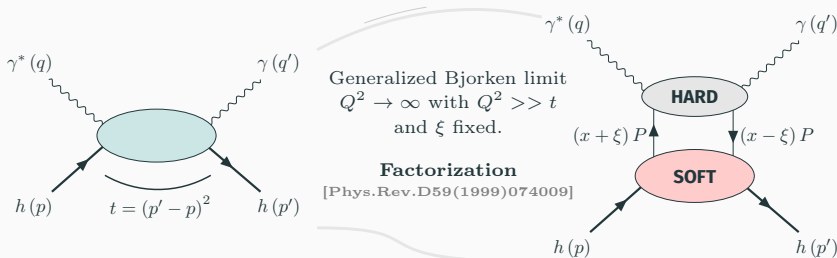 γ* (q)
γ (q′)
h (p)
t = (p′ − p)²
h (p′)
Generalized Bjorken limit
Q² → ∞ with Q² >> t
and ξ fixed.
Factorization
[Phys.Rev.D59(1999)074009]
γ* (q)
γ (q′)
HARD
(x + ξ) P
(x − ξ) P
SOFT
h (p)
h (p′)